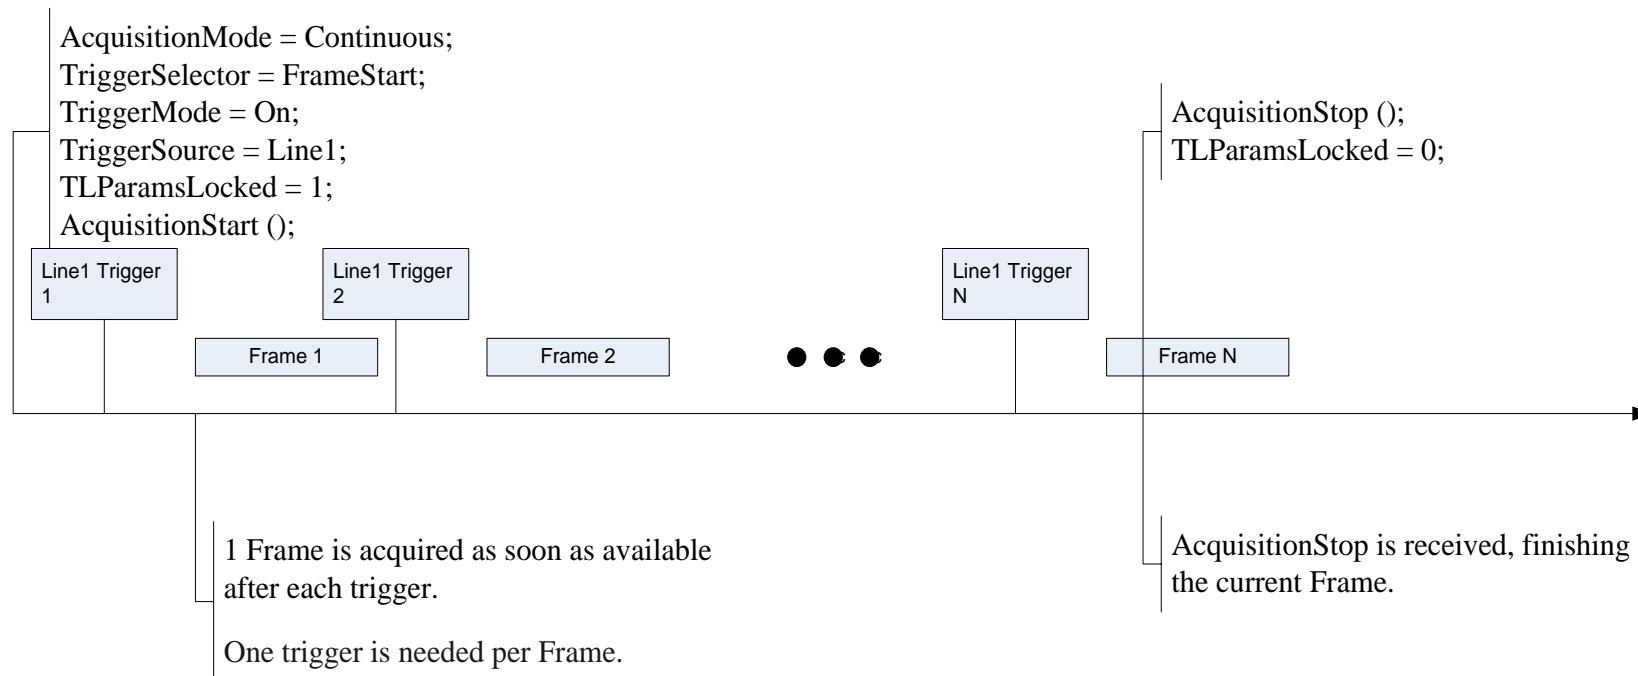 AcquisitionMode = Continuous;
TriggerSelector = FrameStart;
TriggerMode = On;
TriggerSource = Line1;
TLParamsLocked = 1;
AcquisitionStart ();
AcquisitionStop ();
TLParamsLocked = 0;
Line1 Trigger
1
Line1 Trigger
2
Line1 Trigger
N
Frame 1
Frame 2
Frame N
1 Frame is acquired as soon as available
after each trigger.
One trigger is needed per Frame.
AcquisitionStop is received, finishing
the current Frame.